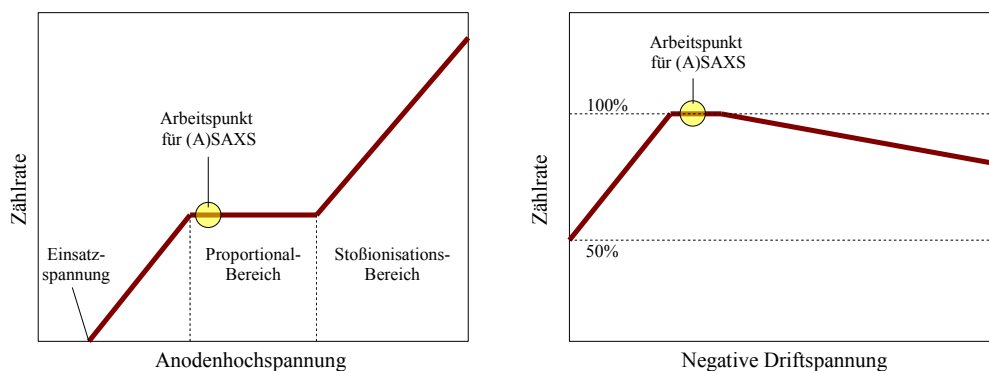 Zählrate
Arbeitspunkt
für (A)SAXS
Einsatz-
spannung
Proportional-
Bereich
Stoßionisations-
Bereich
Anodenhochspannung
Zählrate
Arbeitspunkt
für (A)SAXS
100%
50%
Negative Driftspannung